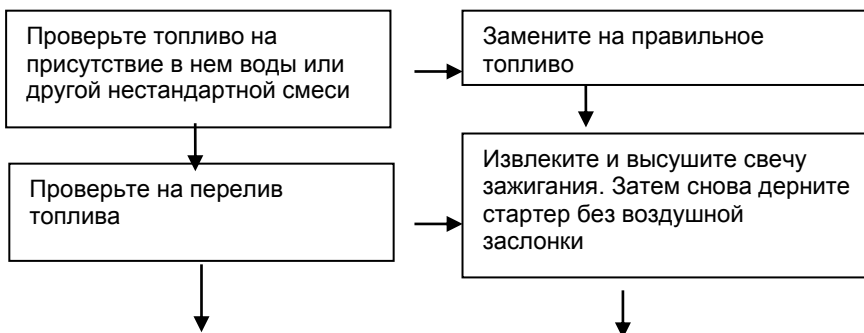 Проверьте топливо на
присутствие в нем воды или
другой нестандартной смеси
Замените на правильное
топливо
Проверьте на перелив
топлива
Извлеките и высушите свечу
зажигания. Затем снова дерните
стартер без воздушной
заслонки